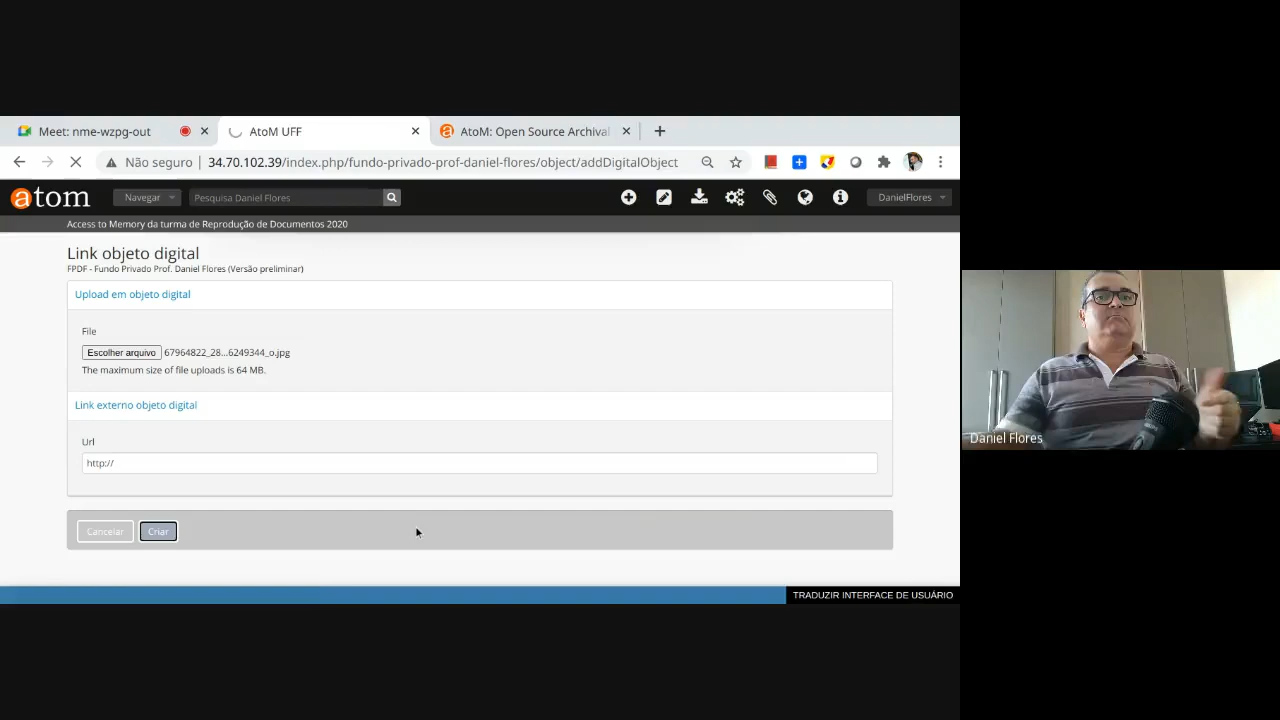 Meet: nme-wzpg-out
AtoM UFF
AtoM: Open Source Archival
Não seguro
34.70.102.39/index.php/fundo-privado-prof-daniel-flores/object/addDigitalObject
atom
Navegar
Pesquisa Daniel Flores
DanielFlores
Access to Memory da turma de Reprodução de Documentos 2020
Link objeto digital
FPDF - Fundo Privado Prof. Daniel Flores (Versão preliminar)
Upload em objeto digital
File
Escolher arquivo 67964822_28...6249344_o.jpg
The maximum size of file uploads is 64 MB.
Link externo objeto digital
Url
http://
Cancelar
Criar
TRADUZIR INTERFACE DE USUÁRIO
Daniel Flores